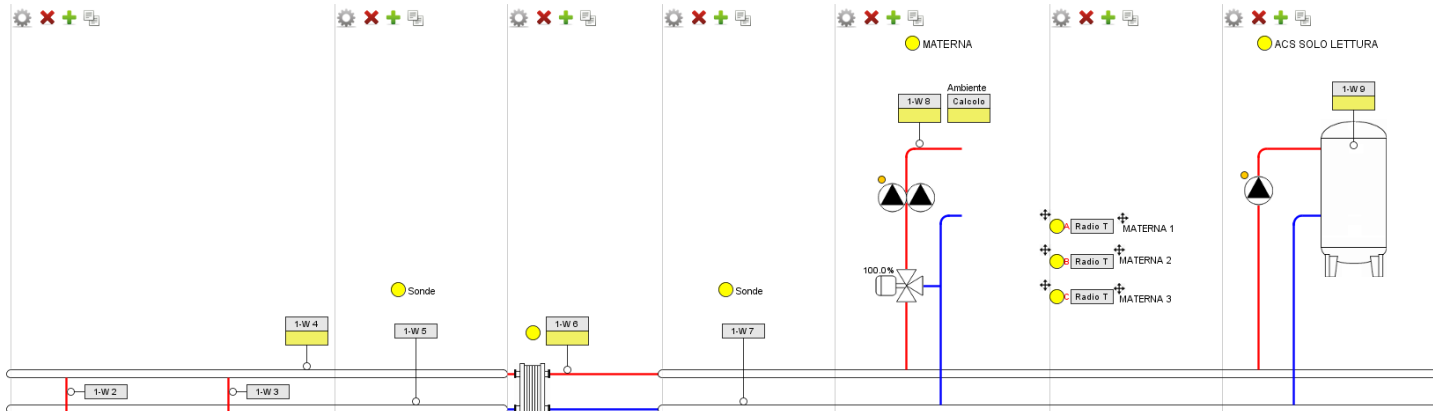 MATERNA
ACS SOLO LETTURA
Ambiente
1-W 8
Calcolo
1-W 9
A Radio T MATERNA 1
B Radio T MATERNA 2
C Radio T MATERNA 3
100.0%
Sonde
Sonde
1-W 4
1-W 5
1-W 6
1-W 7
1-W 2
1-W 3